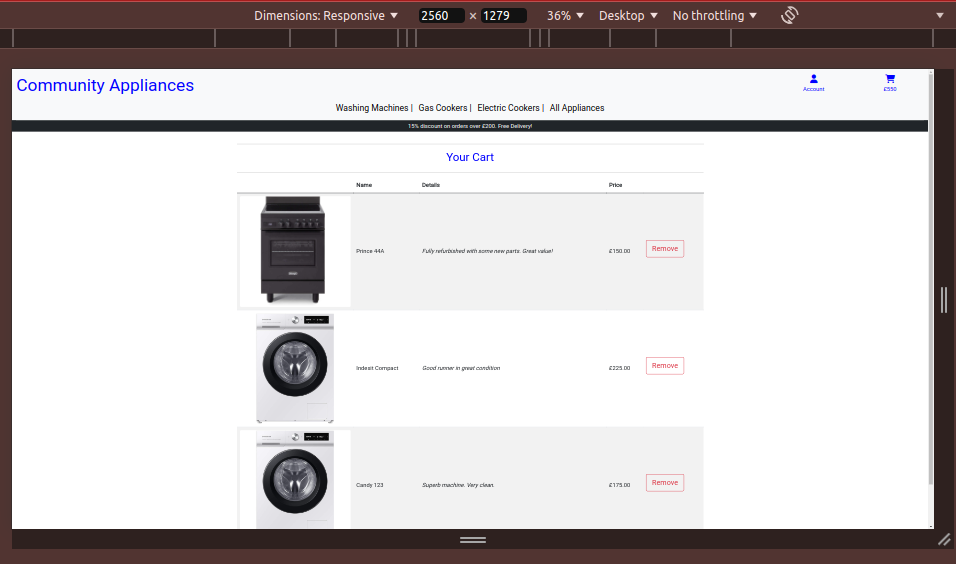 Dimensions: Responsive ▼ 2560 × 1279 36% ▼ Desktop ▼ No throttling ▼
Community Appliances
Account £550
Washing Machines | Gas Cookers | Electric Cookers | All Appliances
15% discount on orders over £200. Free Delivery!
Your Cart
Name Details Price
Prince 44A Fully refurbished with some new parts. Great value! £150.00 Remove
Indesit Compact Good runner in great condition £225.00 Remove
Candy 123 Superb machine. Very clean. £175.00 Remove